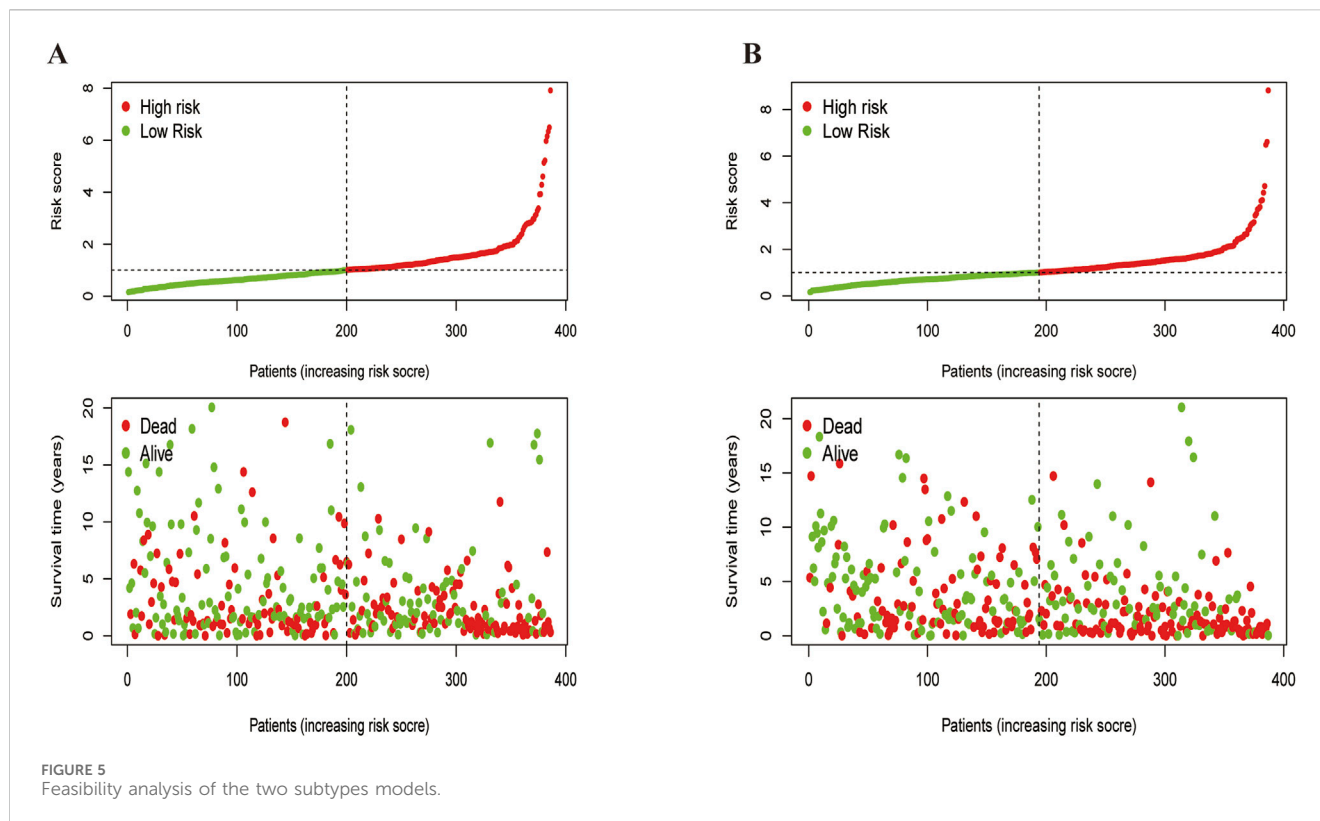 A
8
6
4
2
0
Risk score
High risk
Low Risk
0 100 200 300 400
Patients (increasing risk socre)
20
15
10
5
0
Survival time (years)
Dead
Alive
0 100 200 300 400
Patients (increasing risk socre)
B
8
6
4
2
0
Risk score
High risk
Low Risk
0 100 200 300 400
Patients (increasing risk socre)
20
15
10
5
0
Survival time (years)
Dead
Alive
0 100 200 300 400
Patients (increasing risk socre)
FIGURE 5
Feasibility analysis of the two subtypes models.